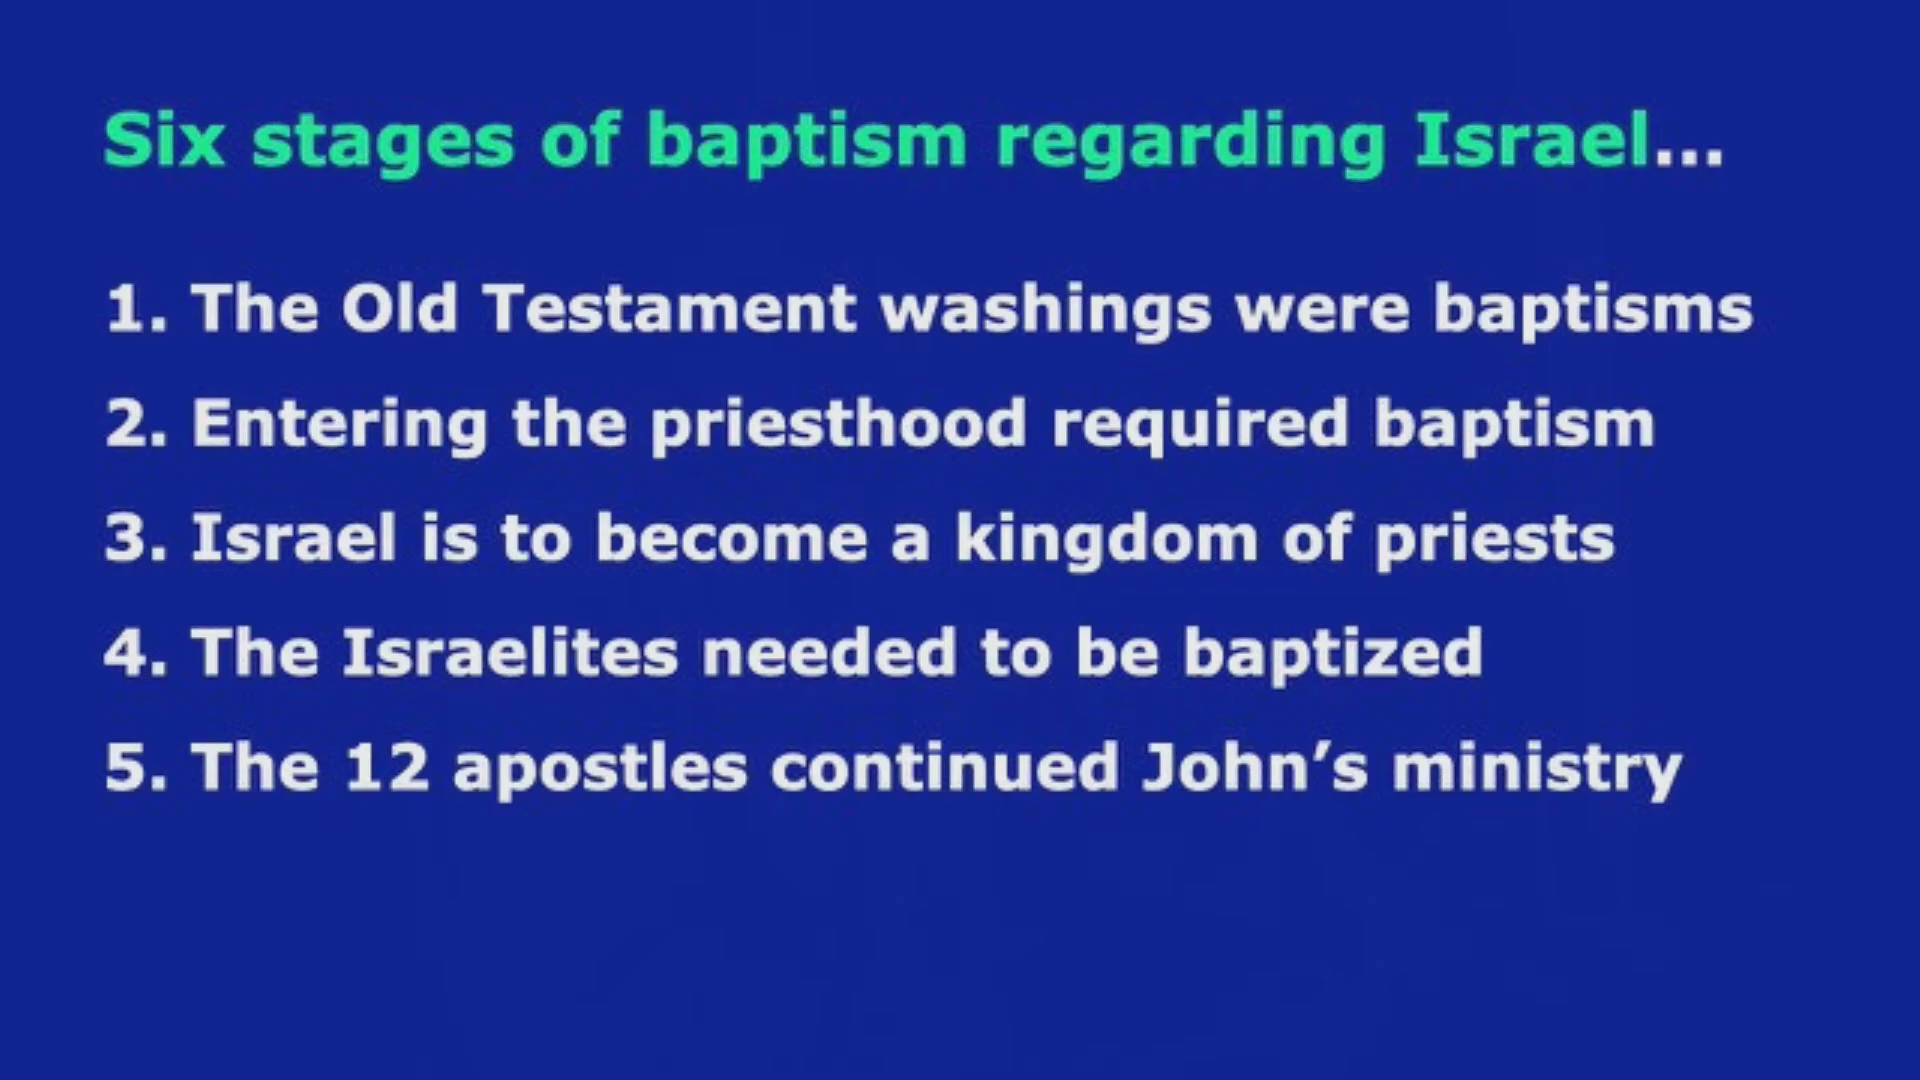 Six stages of baptism regarding Israel...
1. The Old Testament washings were baptisms
2. Entering the priesthood required baptism
3. Israel is to become a kingdom of priests
4. The Israelites needed to be baptized
5. The 12 apostles continued John’s ministry